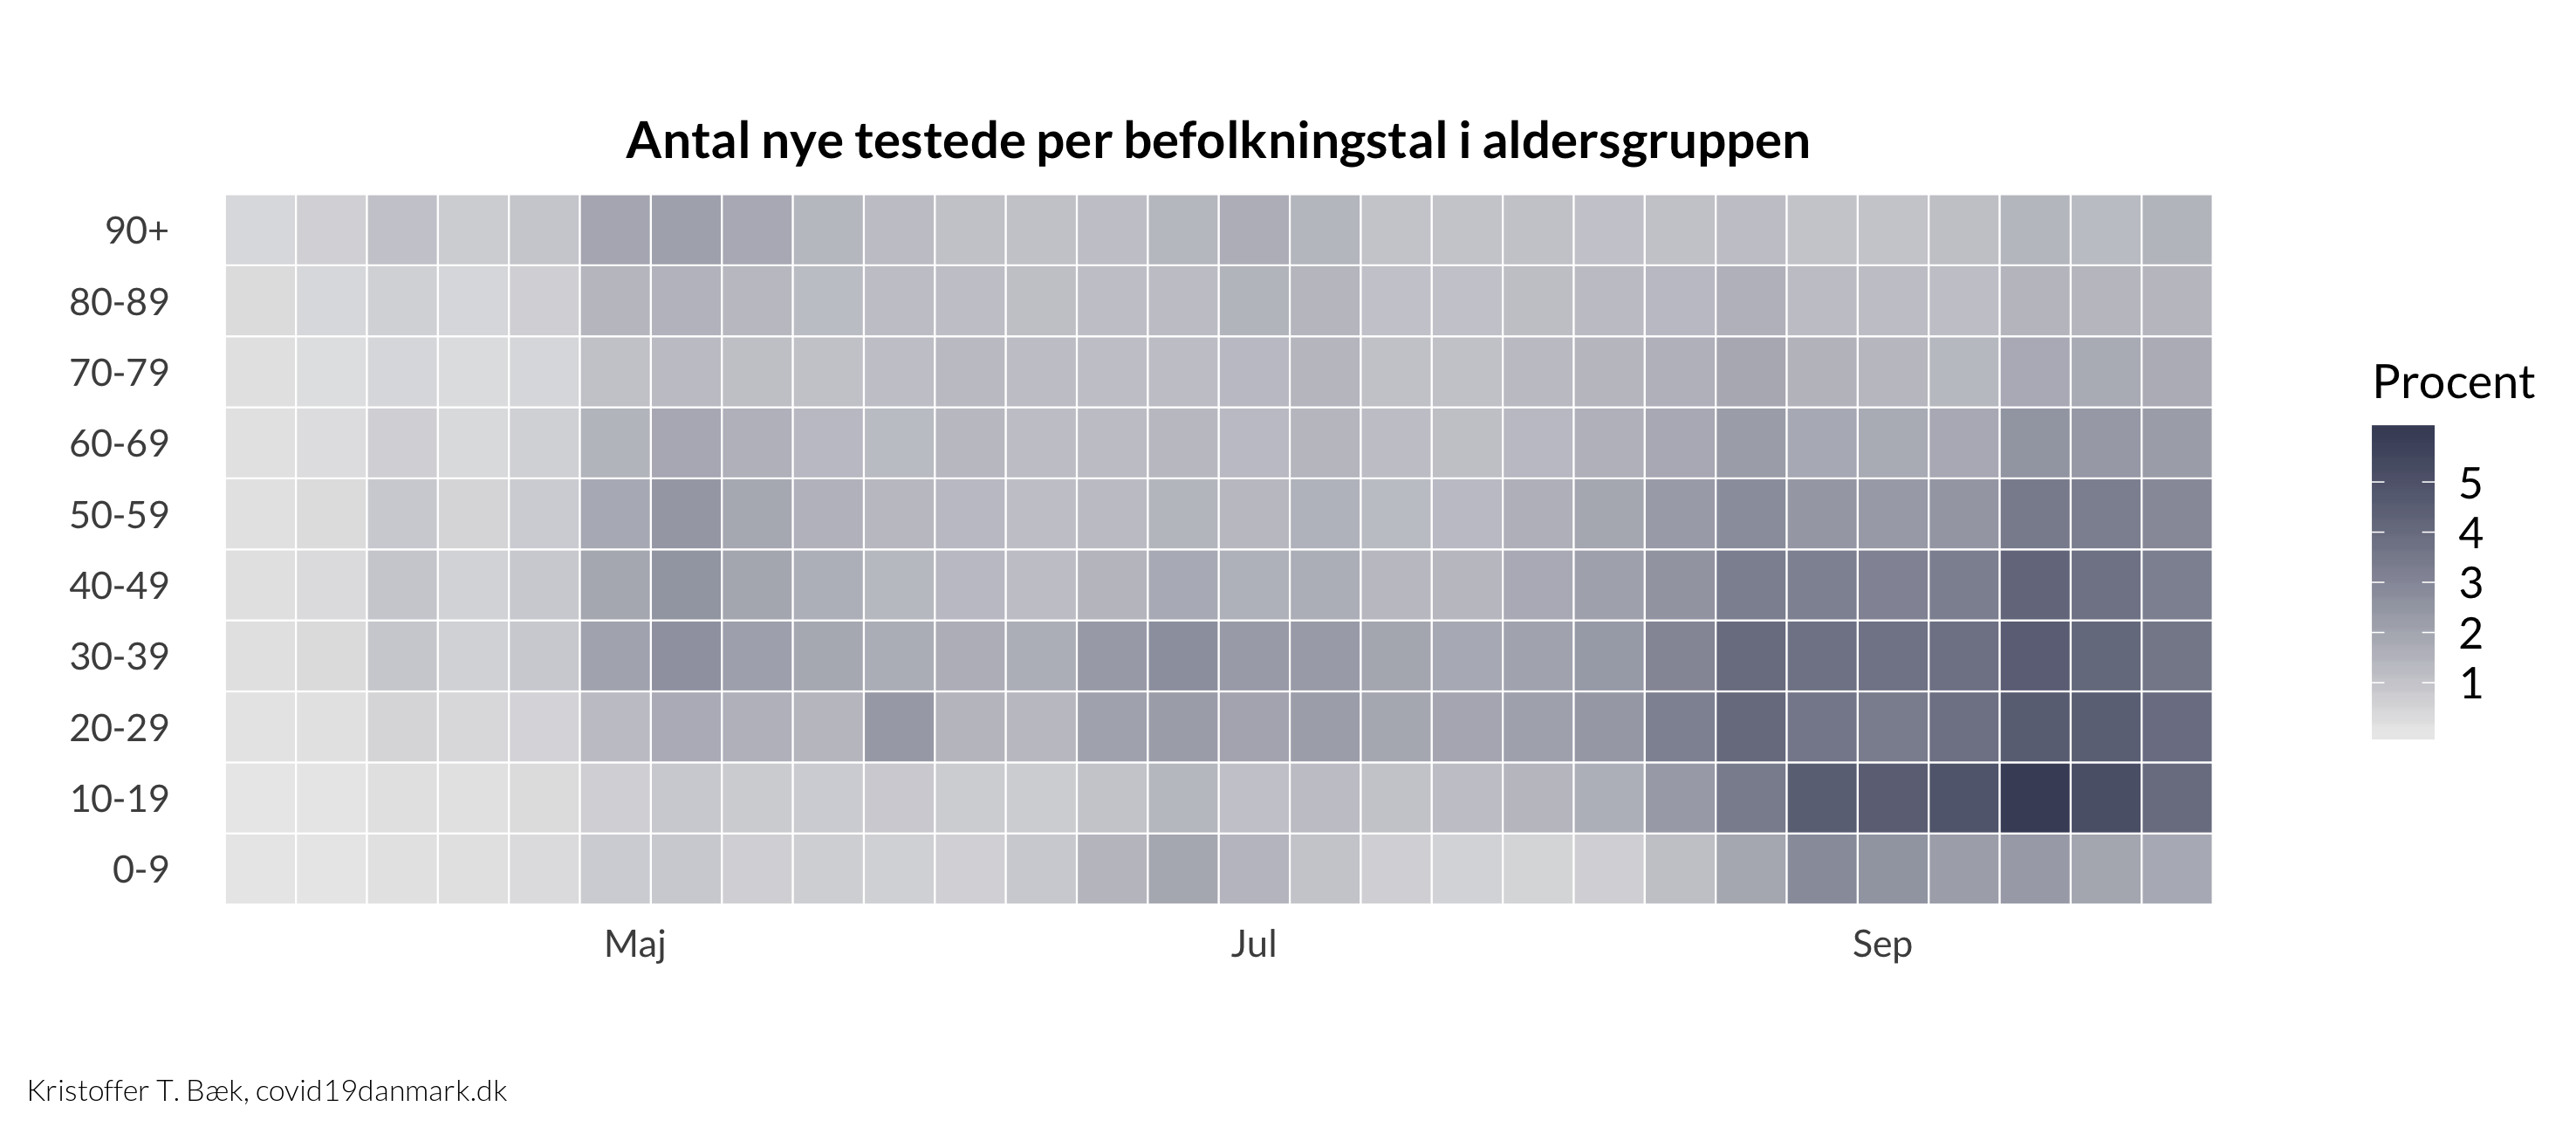 Antal nye testede per befolkningstal i aldersgruppen
90+
80-89
70-79
60-69
50-59
40-49
30-39
20-29
10-19
0-9
Maj
Jul
Sep
Procent
5
4
3
2
1
Kristoffer T. Bæk, covid19danmark.dk